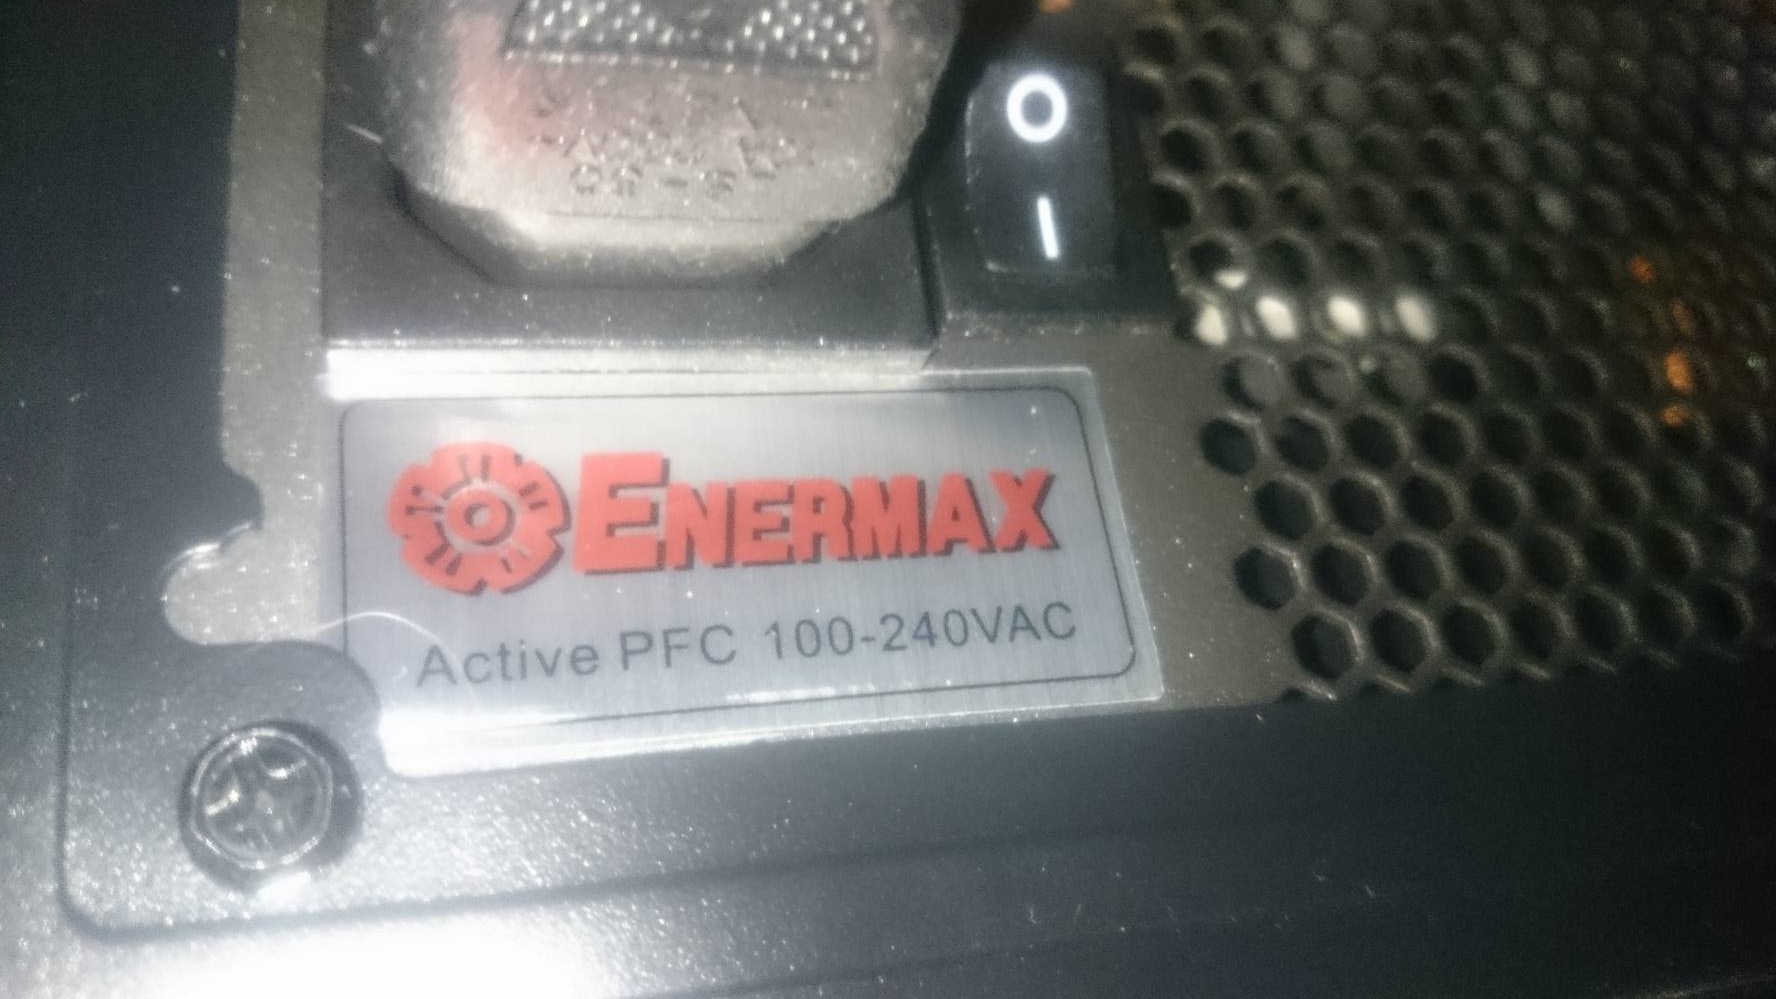 O
I
ENERMAX
Active PFC 100-240VAC